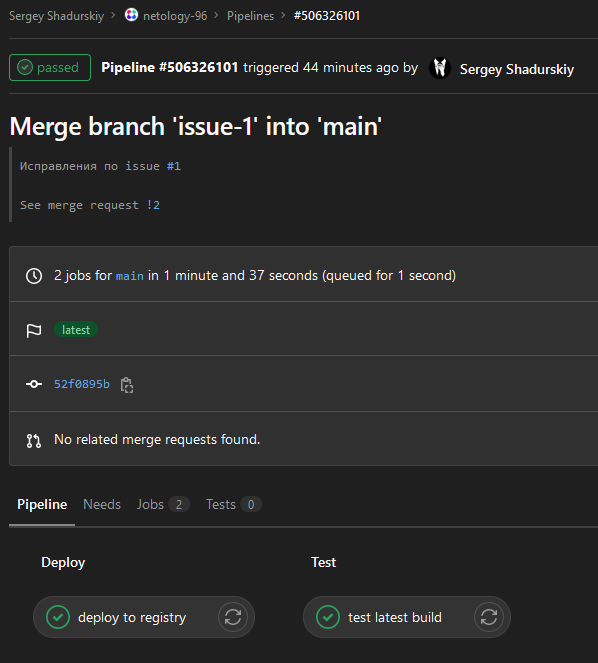 Sergey Shadurskiy > netology-96 > Pipelines > #506326101
passed Pipeline #506326101 triggered 44 minutes ago by Sergey Shadurskiy
Merge branch 'issue-1' into 'main'
Исправления по issue #1
See merge request !2
2 jobs for main in 1 minute and 37 seconds (queued for 1 second)
latest
52f0895b
No related merge requests found.
Pipeline Needs Jobs 2 Tests 0
Deploy Test
deploy to registry test latest build